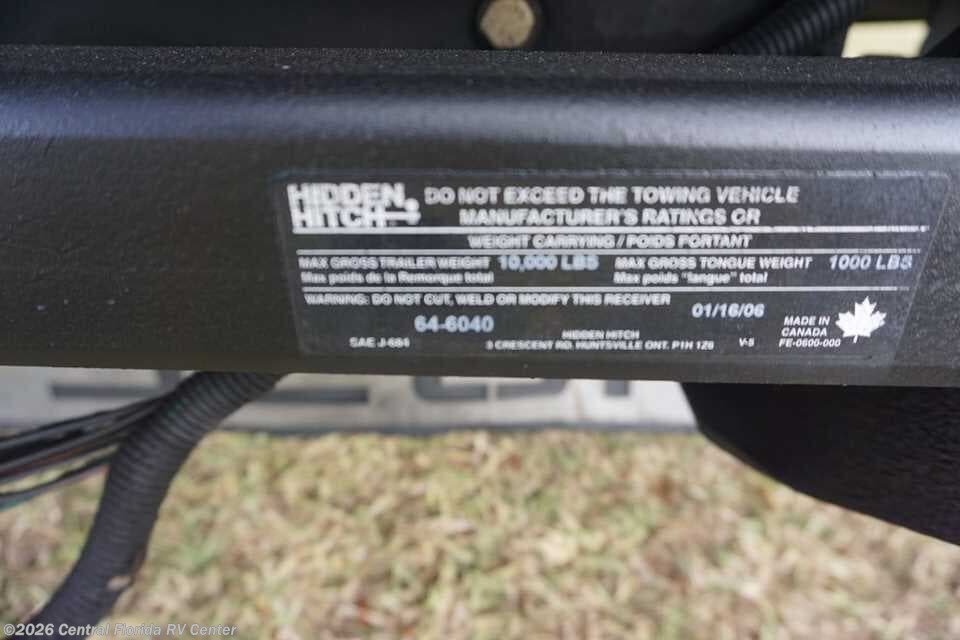 HIDDEN HITCH
DO NOT EXCEED THE TOWING VEHICLE
MANUFACTURER'S RATINGS OR
WEIGHT CARRYING / POIDS PORTANT
MAX GROSS TRAILER WEIGHT 10,000 LBS MAX GROSS TONGUE WEIGHT 1000 LBS
Max poids de la Remorque total Max poids "langue" total
WARNING: DO NOT CUT, WELD OR MODIFY THIS RECEIVER
64-6040 01/16/06
MADE IN
CANADA
HIDDEN HITCH
SAE J-684 3 CRESCENT RD. HUNTSVILLE ONT. P1H 1Z6 V-5 FE-0600-000
©2026 Central Florida RV Center